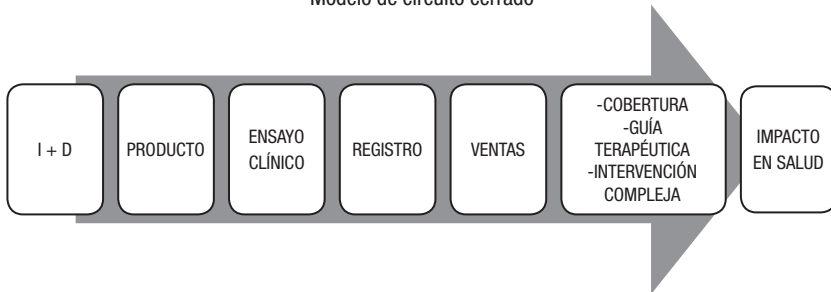 Modelo de circuito cerrado
I + D
PRODUCTO
ENSAYO
CLÍNICO
REGISTRO
VENTAS
-COBERTURA
-GUÍA
TERAPÉUTICA
-INTERVENCIÓN
COMPLEJA
IMPACTO
EN SALUD